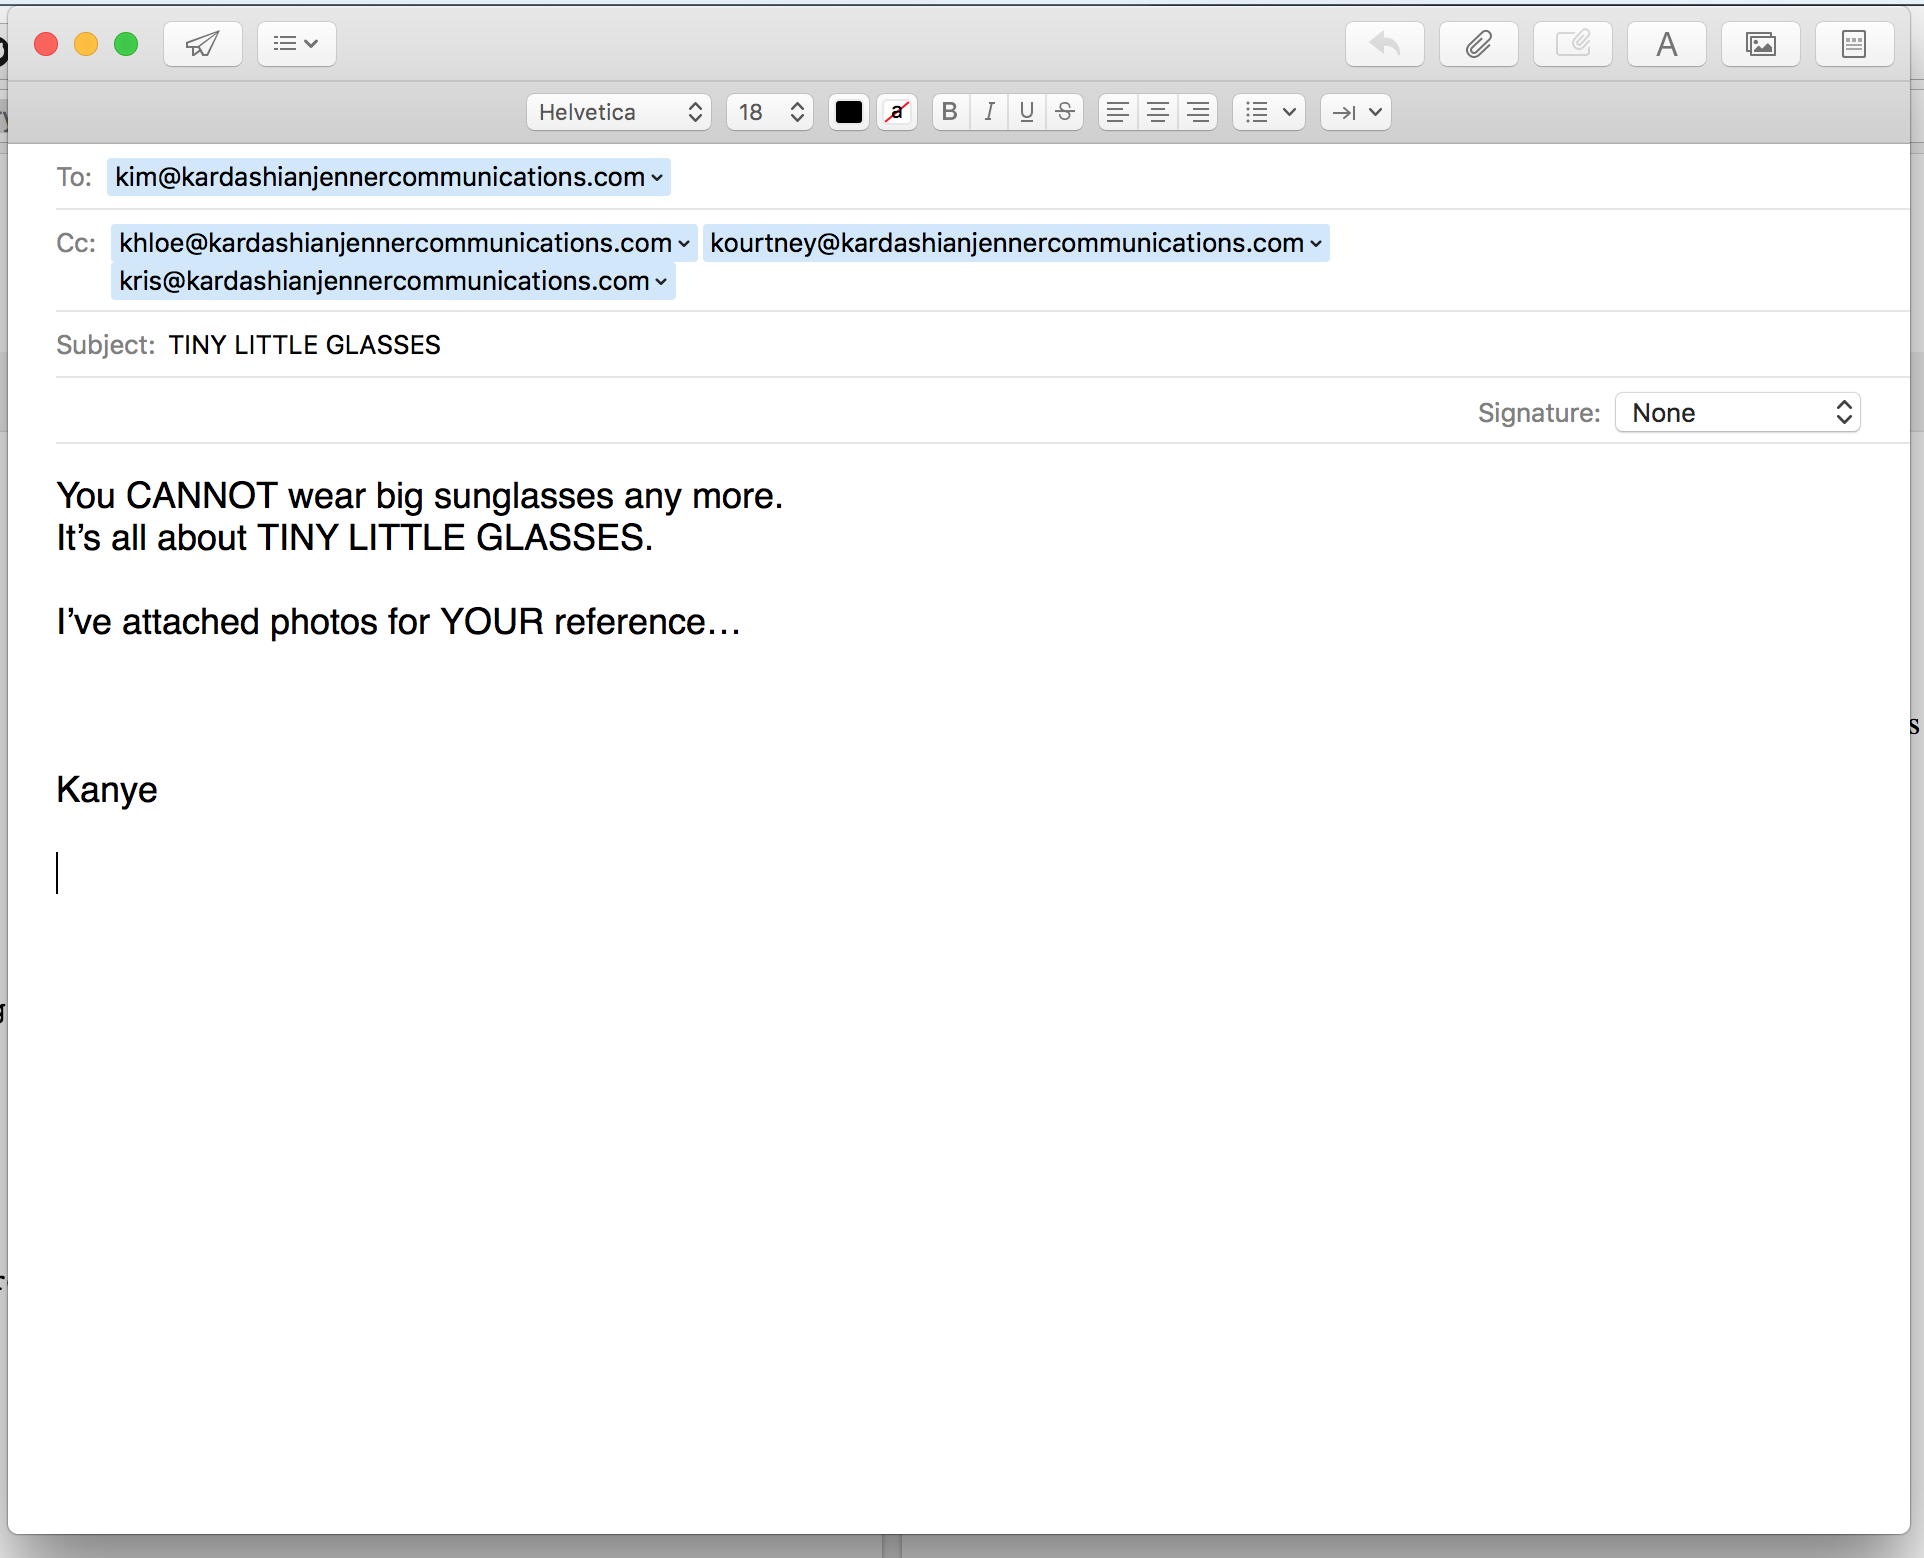 Helvetica 18 a B I U S
A
To: kim@kardashianjennercommunications.com
Cc: khloe@kardashianjennercommunications.com kourtney@kardashianjennercommunications.com
kris@kardashianjennercommunications.com
Subject: TINY LITTLE GLASSES
Signature: None
You CANNOT wear big sunglasses any more.
It’s all about TINY LITTLE GLASSES.
I’ve attached photos for YOUR reference…
Kanye
s